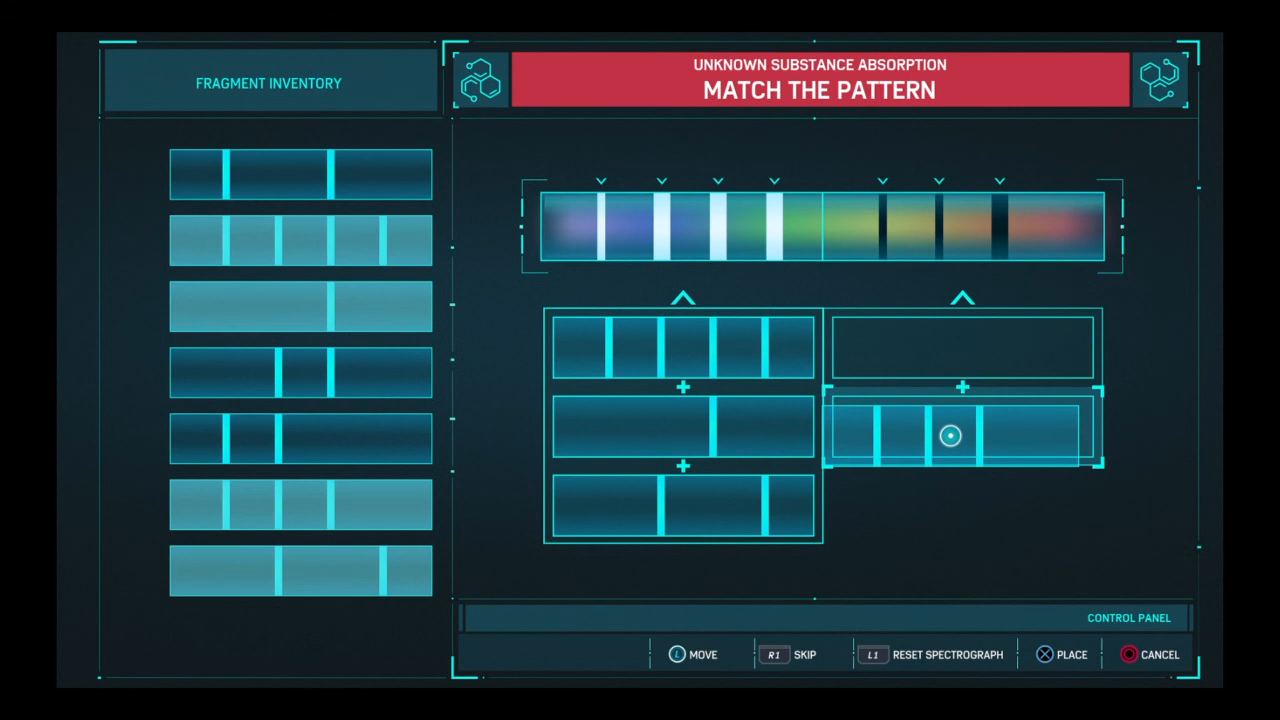 FRAGMENT INVENTORY
UNKNOWN SUBSTANCE ABSORPTION
MATCH THE PATTERN
CONTROL PANEL
L MOVE
R1 SKIP
L1 RESET SPECTROGRAPH
PLACE
CANCEL